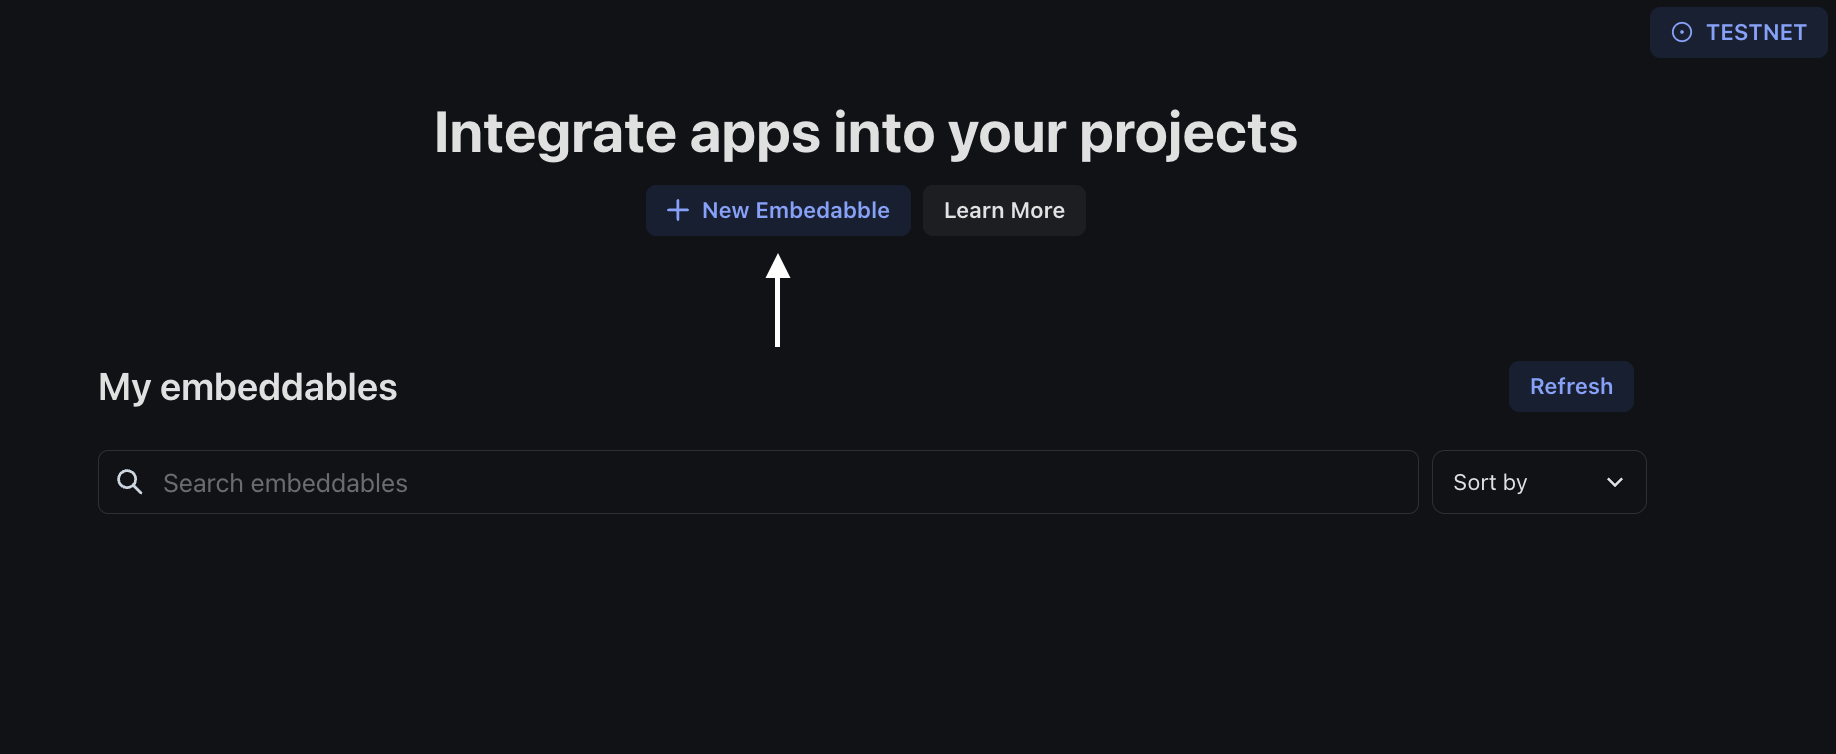 TESTNET
Integrate apps into your projects
New Embedabble
Learn More
My embeddables
Refresh
Search embeddables
Sort by